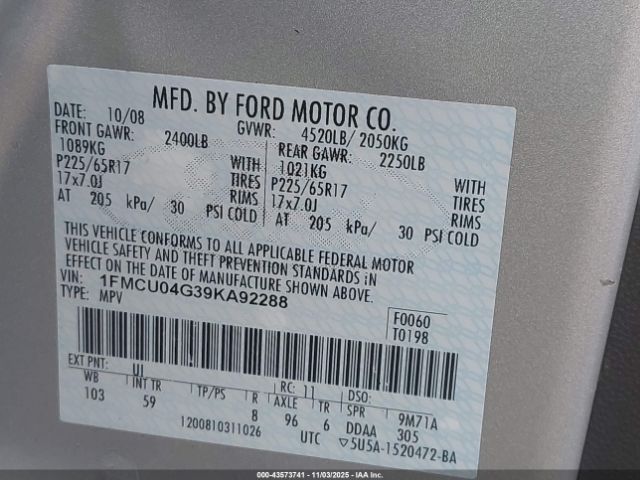 MFD. BY FORD MOTOR CO.
DATE: 10/08 GVWR: 4520LB/ 2050KG
FRONT GAWR: 2400LB REAR GAWR: 2250LB
1089KG WITH 1021KG WITH
P225/65R17 TIRES P225/65R17 TIRES
17x7.0J RIMS 17x7.0J RIMS
AT 205 kPa/ 30 PSI COLD AT 205 kPa/ 30 PSI COLD
THIS VEHICLE CONFORMS TO ALL APPLICABLE FEDERAL MOTOR
VEHICLE SAFETY AND THEFT PREVENTION STANDARDS IN
EFFECT ON THE DATE OF MANUFACTURE SHOWN ABOVE.
VIN: 1FMCU04G39KA92288
TYPE: MPV
F0060
T0198
EXT PNT: UI RC: 11 DSO:
WB INT TR TP/PS R AXLE TR SPR 9M71A
103 59 8 96 6 DDAA 305
1200810311026 UTC ▽5U5A-1520472-BA
000-43573741 - 11/03/2025 - IAAI.COM